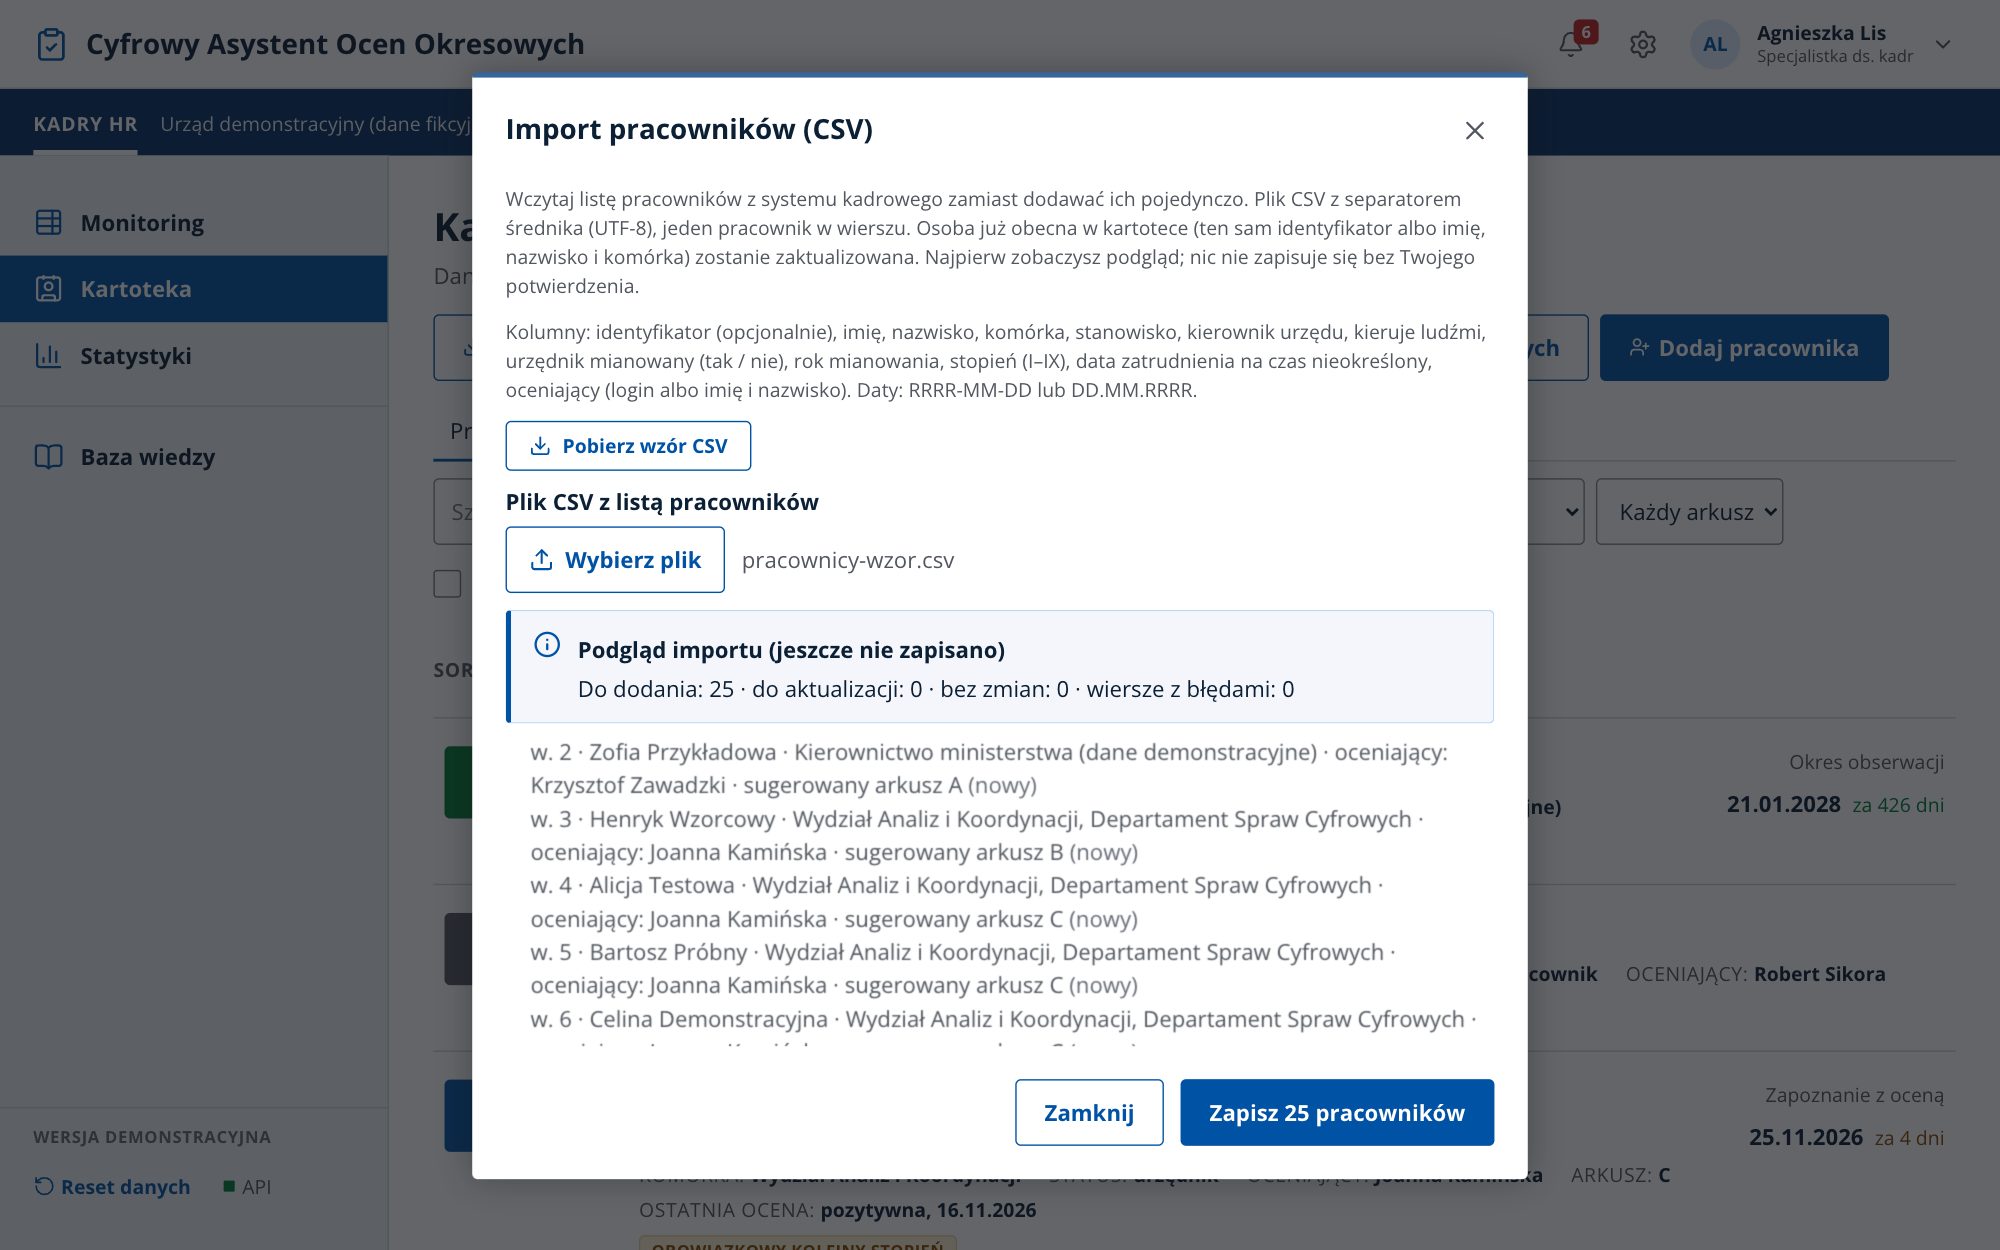 Cyfrowy Asystent Ocen Okresowych
6
AL
Agnieszka Lis
Specjalistka ds. kadr
KADRY HR
Urząd demonstracyjny (dane fikcyj
Monitoring
Kartoteka
Statystyki
Baza wiedzy
WERSJA DEMONSTRACYJNA
Reset danych
API
Import pracowników (CSV)
Wczytaj listę pracowników z systemu kadrowego zamiast dodawać ich pojedynczo. Plik CSV z separatorem
średnika (UTF-8), jeden pracownik w wierszu. Osoba już obecna w kartotece (ten sam identyfikator albo imię,
nazwisko i komórka) zostanie zaktualizowana. Najpierw zobaczysz podgląd; nic nie zapisuje się bez Twojego
potwierdzenia.
Kolumny: identyfikator (opcjonalnie), imię, nazwisko, komórka, stanowisko, kierownik urzędu, kieruje ludźmi,
urzędnik mianowany (tak / nie), rok mianowania, stopień (I–IX), data zatrudnienia na czas nieokreślony,
oceniający (login albo imię i nazwisko). Daty: RRRR-MM-DD lub DD.MM.RRRR.
Pobierz wzór CSV
Plik CSV z listą pracowników
Wybierz plik
pracownicy-wzor.csv
Podgląd importu (jeszcze nie zapisano)
Do dodania: 25 · do aktualizacji: 0 · bez zmian: 0 · wiersze z błędami: 0
w. 2 · Zofia Przykładowa · Kierownictwo ministerstwa (dane demonstracyjne) · oceniający:
Krzysztof Zawadzki · sugerowany arkusz A (nowy)
w. 3 · Henryk Wzorcowy · Wydział Analiz i Koordynacji, Departament Spraw Cyfrowych ·
oceniający: Joanna Kamińska · sugerowany arkusz B (nowy)
w. 4 · Alicja Testowa · Wydział Analiz i Koordynacji, Departament Spraw Cyfrowych ·
oceniający: Joanna Kamińska · sugerowany arkusz C (nowy)
w. 5 · Bartosz Próbny · Wydział Analiz i Koordynacji, Departament Spraw Cyfrowych ·
oceniający: Joanna Kamińska · sugerowany arkusz C (nowy)
w. 6 · Celina Demonstracyjna · Wydział Analiz i Koordynacji, Departament Spraw Cyfrowych ·
Zamknij
Zapisz 25 pracowników
Ka
Dan
ych
Dodaj pracownika
Pr
Sz
Każdy arkusz
SOR
Okres obserwacji
jne)
21.01.2028 za 426 dni
cownik OCENIAJĄCY: Robert Sikora
Zapoznanie z oceną
25.11.2026 za 4 dni
ARKUSZ: C
OSTATNIA OCENA: pozytywna, 16.11.2026